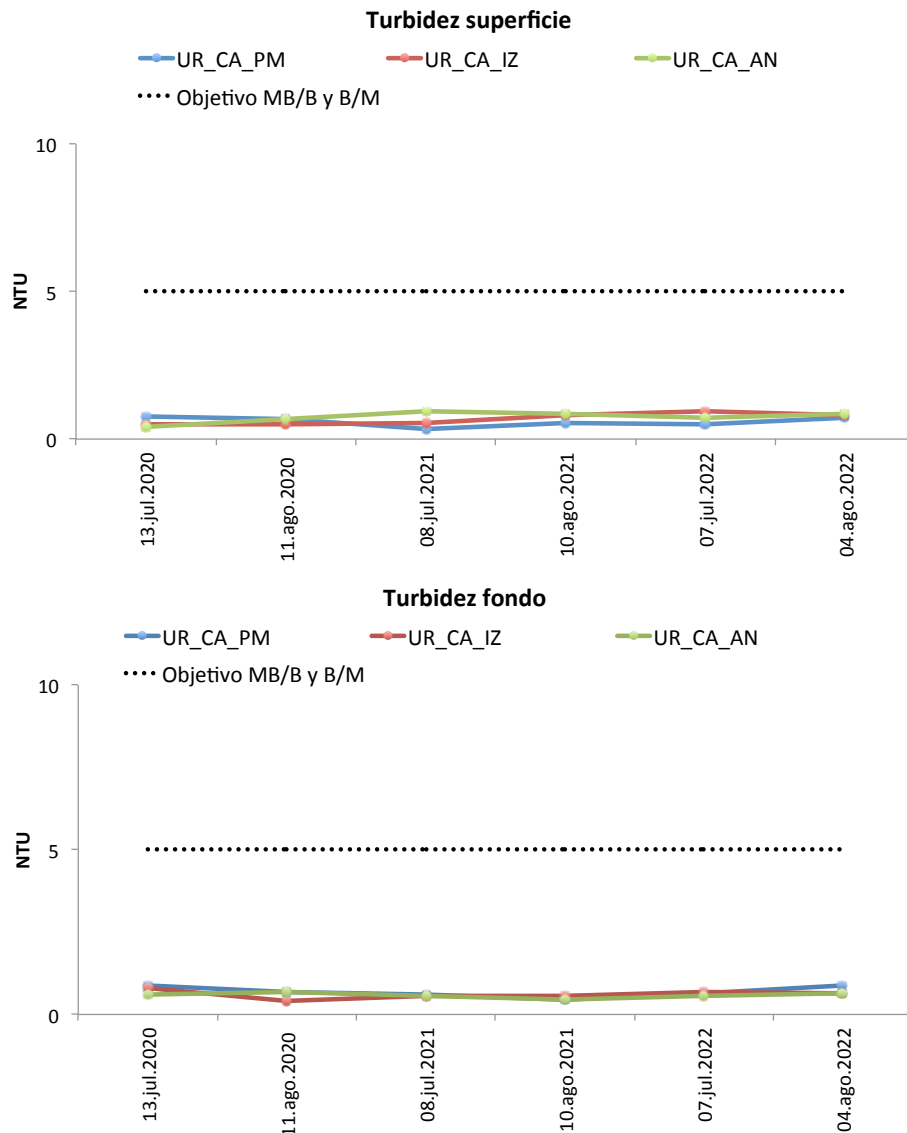 Turbidez superficie
UR_CA_PM UR_CA_IZ UR_CA_AN
Objetivo MB/B y B/M
10
5
0
NTU
13.jul.2020
11.ago.2020
08.jul.2021
10.ago.2021
07.jul.2022
04.ago.2022
Turbidez fondo
UR_CA_PM UR_CA_IZ UR_CA_AN
Objetivo MB/B y B/M
10
5
0
NTU
13.jul.2020
11.ago.2020
08.jul.2021
10.ago.2021
07.jul.2022
04.ago.2022